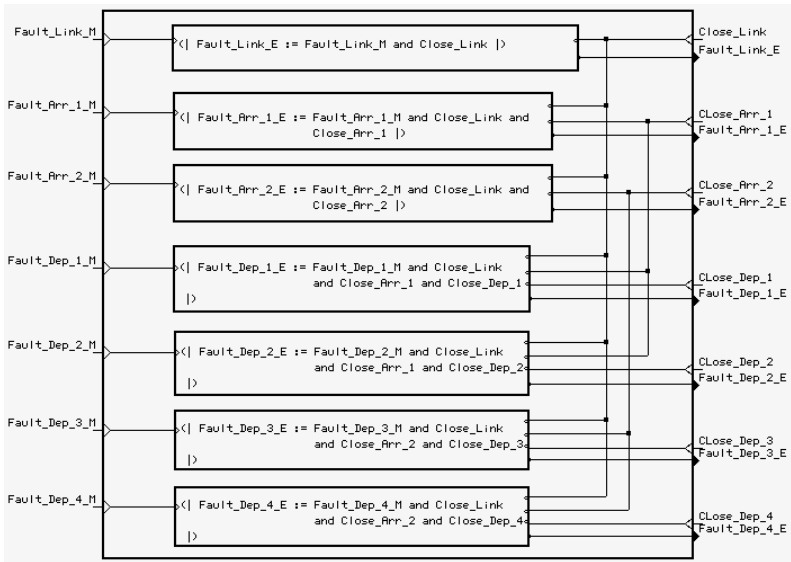 Fault_Link_M
(| Fault_Link_E := Fault_Link_M and Close_Link |)
Close_Link
Fault_Link_E
Fault_Arr_1_M
(| Fault_Arr_1_E := Fault_Arr_1_M and Close_Link and
Close_Arr_1 |)
CLose_Arr_1
Fault_Arr_1_E
Fault_Arr_2_M
(| Fault_Arr_2_E := Fault_Arr_2_M and Close_Link and
Close_Arr_2 |)
CLose_Arr_2
Fault_Arr_2_E
Fault_Dep_1_M
(| Fault_Dep_1_E := Fault_Dep_1_M and Close_Link
and Close_Arr_1 and Close_Dep_1
|)
CLose_Dep_1
Fault_Dep_1_E
Fault_Dep_2_M
(| Fault_Dep_2_E := Fault_Dep_2_M and Close_Link
and Close_Arr_1 and Close_Dep_2
|)
CLose_Dep_2
Fault_Dep_2_E
Fault_Dep_3_M
(| Fault_Dep_3_E := Fault_Dep_3_M and Close_Link
and Close_Arr_2 and Close_Dep_3
|)
CLose_Dep_3
Fault_Dep_3_E
Fault_Dep_4_M
(| Fault_Dep_4_E := Fault_Dep_4_M and Close_Link
and Close_Arr_2 and Close_Dep_4
|)
CLose_Dep_4
Fault_Dep_4_E